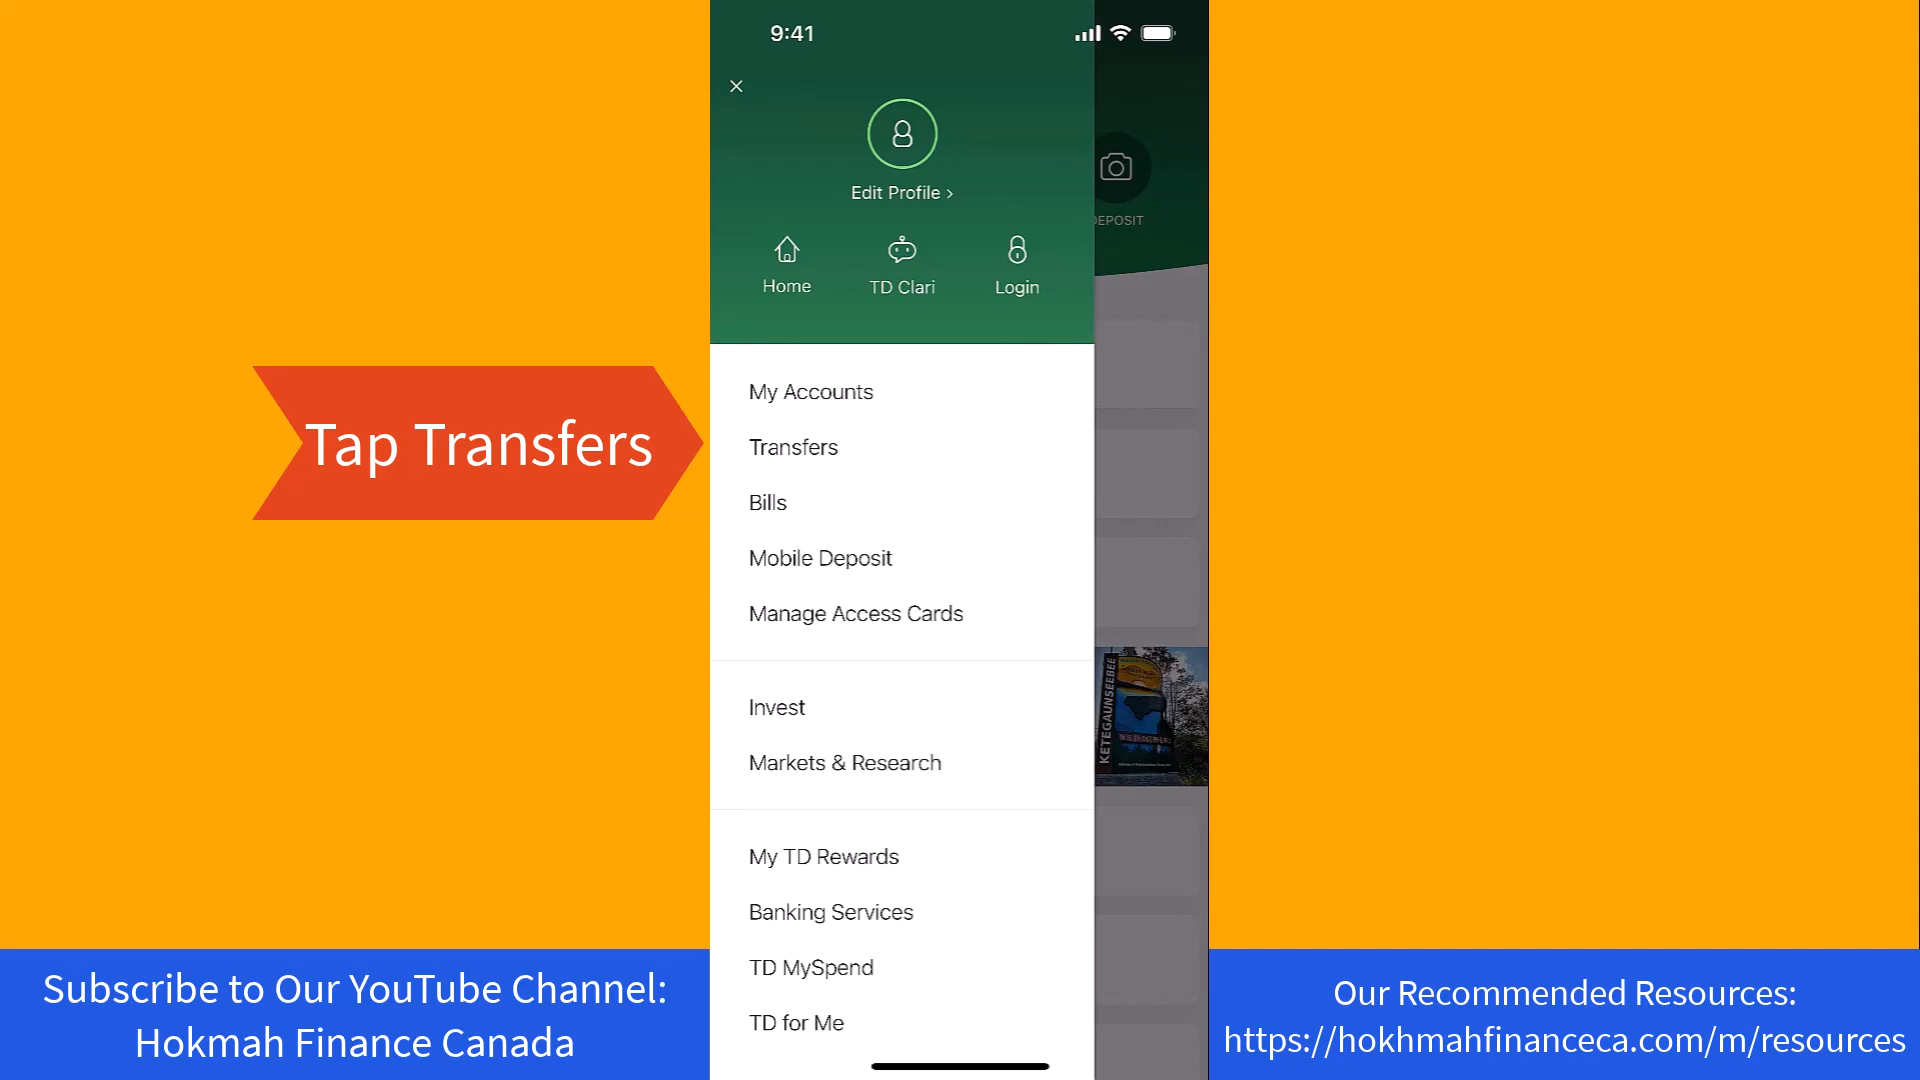 9:41
Edit Profile >
DEPOSIT
Home
TD Clari
Login
My Accounts
Transfers
Tap Transfers
Bills
Mobile Deposit
Manage Access Cards
KETEGAUNSEEBEE
Invest
Markets & Research
My TD Rewards
Banking Services
TD MySpend
TD for Me
Subscribe to Our YouTube Channel:
Hokmah Finance Canada
Our Recommended Resources:
https://hokhmahfinanceca.com/m/resources